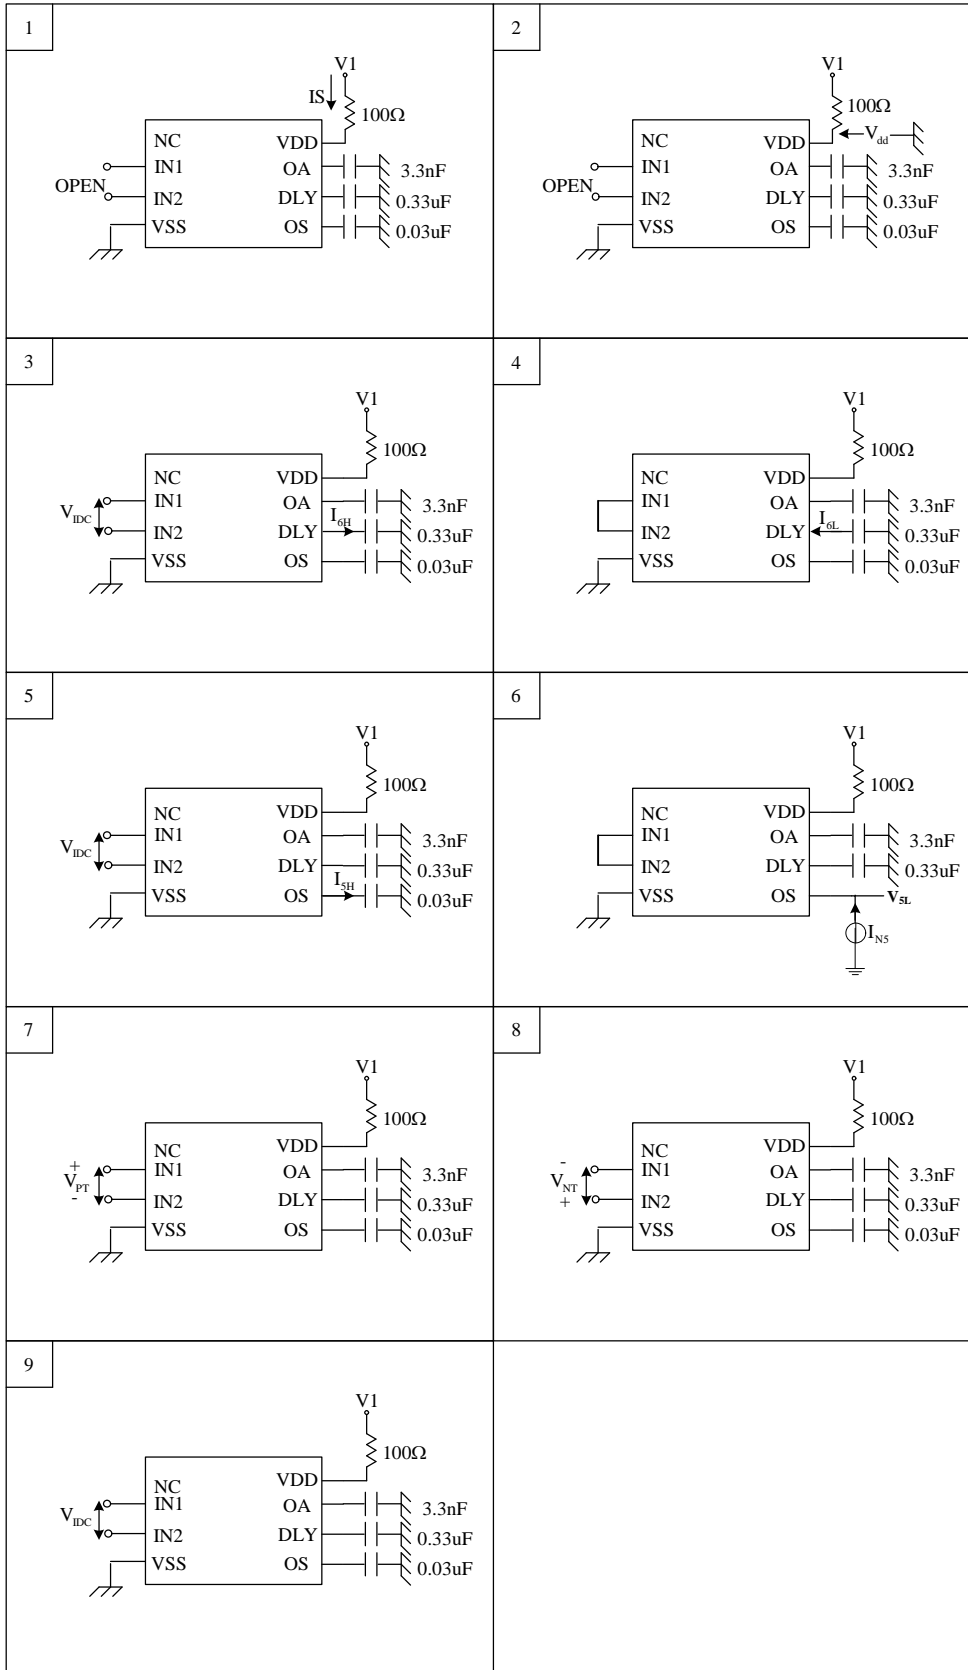 1
V1
IS
100Ω
NC
VDD
IN1
OA
3.3nF
OPEN
IN2
DLY
0.33uF
VSS
OS
0.03uF
2
V1
100Ω
NC
VDD
Vdd
IN1
OA
3.3nF
OPEN
IN2
DLY
0.33uF
VSS
OS
0.03uF
3
V1
100Ω
NC
VDD
IN1
OA
3.3nF
VIDC
I6H
IN2
DLY
0.33uF
VSS
OS
0.03uF
4
V1
100Ω
NC
VDD
IN1
OA
3.3nF
I6L
IN2
DLY
0.33uF
VSS
OS
0.03uF
5
V1
100Ω
NC
VDD
IN1
OA
3.3nF
VIDC
IN2
DLY
0.33uF
I5H
VSS
OS
0.03uF
6
V1
100Ω
NC
VDD
IN1
OA
3.3nF
IN2
DLY
0.33uF
VSS
OS
V5L
IN5
7
V1
100Ω
NC
VDD
+
IN1
OA
3.3nF
VPT
-
IN2
DLY
0.33uF
VSS
OS
0.03uF
8
V1
100Ω
NC
VDD
-
IN1
OA
3.3nF
VNT
+
IN2
DLY
0.33uF
VSS
OS
0.03uF
9
V1
100Ω
NC
VDD
IN1
OA
3.3nF
VIDC
IN2
DLY
0.33uF
VSS
OS
0.03uF